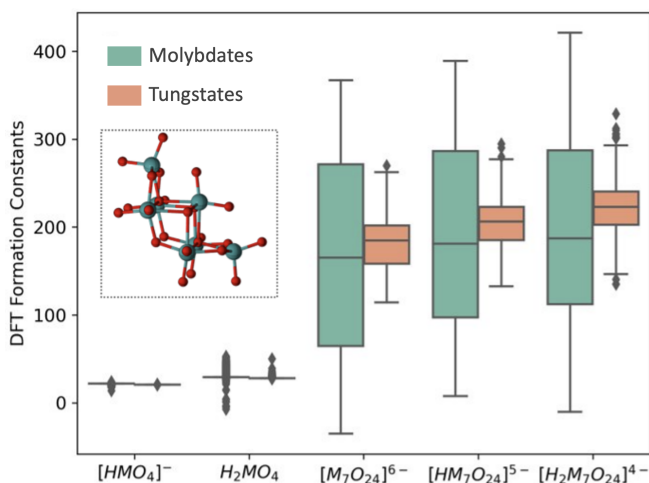 DFT Formation Constants
400
300
200
100
0
Molybdates
Tungstates
[HMO₄]⁻
H₂MO₄
[M₇O₂₄]⁶⁻
[HM₇O₂₄]⁵⁻
[H₂M₇O₂₄]⁴⁻